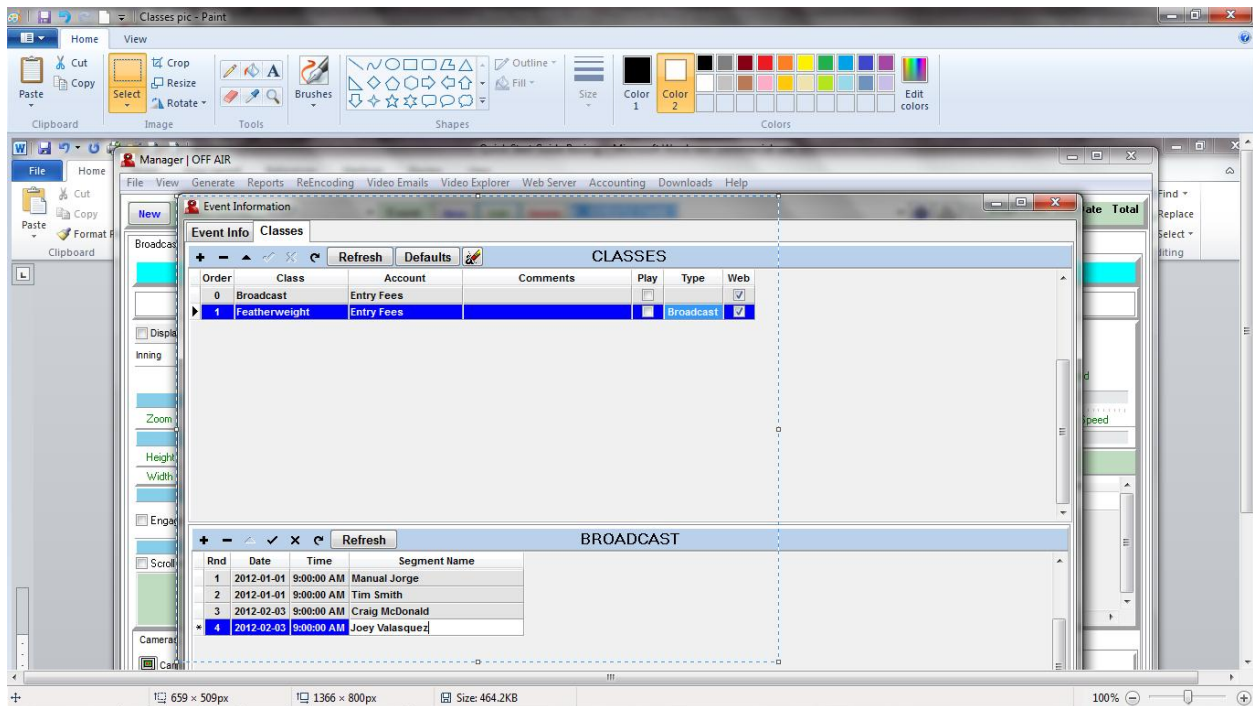 Classes pic - Paint
Home View
Cut
Copy
Paste
Clipboard
Select
Crop
Resize
Rotate
Image
A
Tools
Brushes
Outline
Fill
Shapes
Size
Color 1
Color 2
Edit colors
Colors
W
File Home
Cut
Copy
Paste
Clipboard
Find
Replace
Select
L
Manager | OFF AIR
File View Generate Reports ReEncoding Video Emails Video Explorer Web Server Accounting Downloads Help
New
Total
Event Information
Event Info Classes
Refresh Defaults CLASSES
Order Class Account Comments Play Type Web
0 Broadcast Entry Fees
1 Featherweight Entry Fees Broadcast
Inning
Zoom
Height
Width
Refresh BROADCAST
Rnd Date Time Segment Name
1 2012-01-01 9:00:00 AM Manual Jorge
2 2012-01-01 9:00:00 AM Tim Smith
3 2012-02-03 9:00:00 AM Craig McDonald
* 4 2012-02-03 9:00:00 AM Joey Valasquez
659 × 509px 1366 × 800px Size: 464.2KB 100%